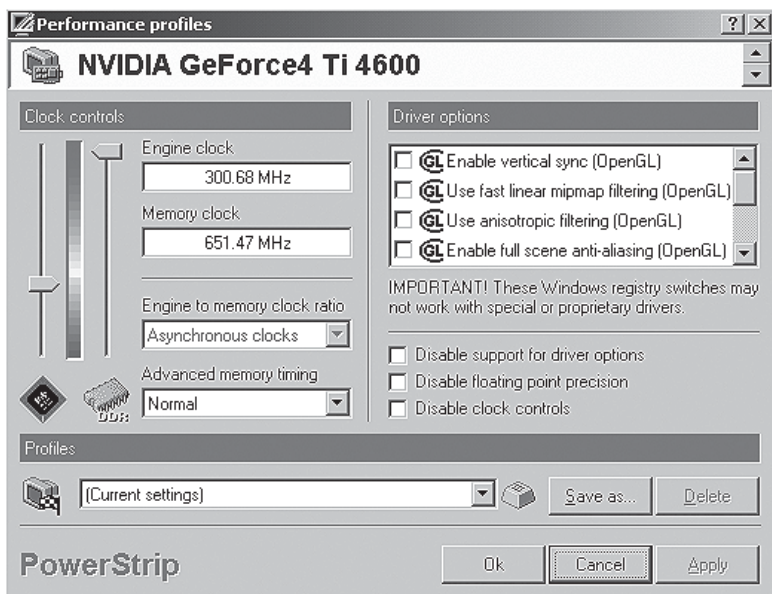 Performance profiles
NVIDIA GeForce4 Ti 4600
Clock controls
Engine clock
300.68 MHz
Memory clock
651.47 MHz
Engine to memory clock ratio
Asynchronous clocks
Advanced memory timing
Normal
DDR
Driver options
GL Enable vertical sync (OpenGL)
GL Use fast linear mipmap filtering (OpenGL)
GL Use anisotropic filtering (OpenGL)
GL Enable full scene anti-aliasing (OpenGL)
IMPORTANT! These Windows registry switches may
not work with special or proprietary drivers.
Disable support for driver options
Disable floating point precision
Disable clock controls
Profiles
(Current settings)
Save as...
Delete
PowerStrip
Ok
Cancel
Apply